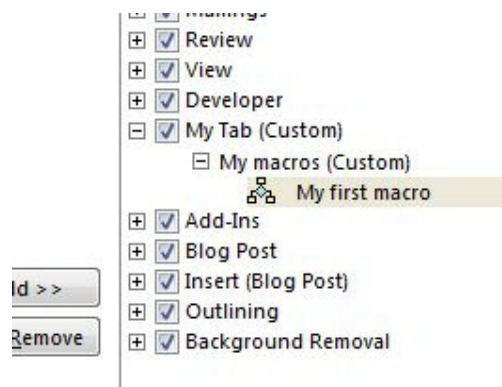 Mailings
Review
View
Developer
My Tab (Custom)
My macros (Custom)
My first macro
Add-Ins
Blog Post
Insert (Blog Post)
Outlining
Background Removal
>>
Remove